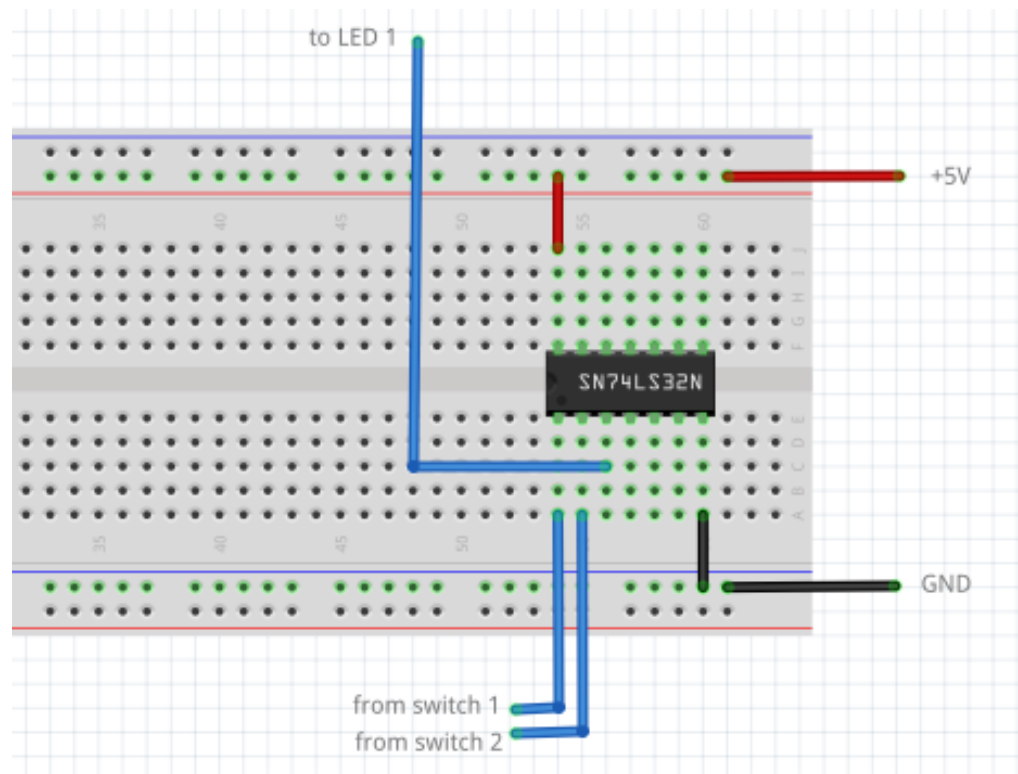 to LED 1
+5V
35 40 45 50 55 60
J
I
H
G
F
SN74LS32N
E
D
C
B
A
35 40 45 50
GND
from switch 1
from switch 2